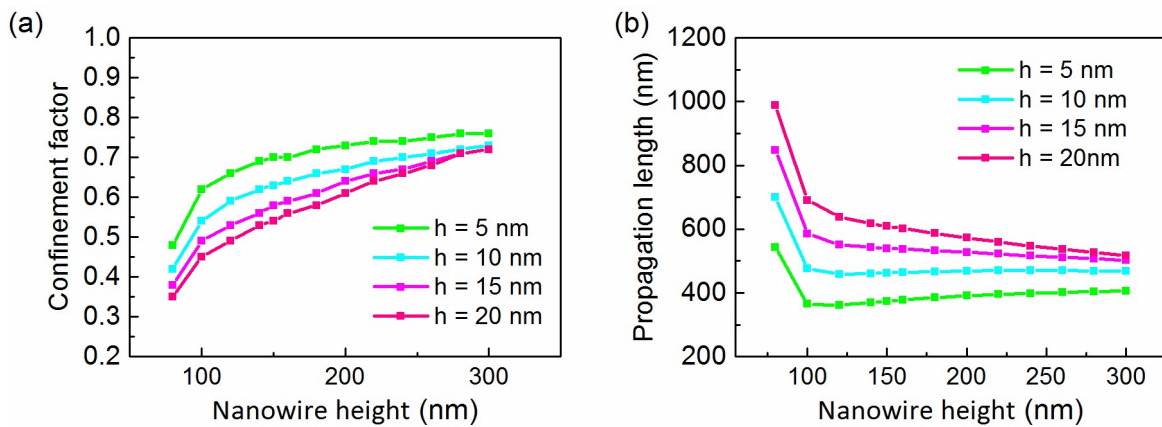 (a)
1.0
0.9
0.8
0.7
0.6
0.5
0.4
0.3
0.2
Confinement factor
h = 5 nm
h = 10 nm
h = 15 nm
h = 20 nm
100
200
300
Nanowire height (nm)
(b)
1200
1000
800
600
400
200
Propagation length (nm)
h = 5 nm
h = 10 nm
h = 15 nm
h = 20nm
100
150
200
250
300
Nanowire height (nm)